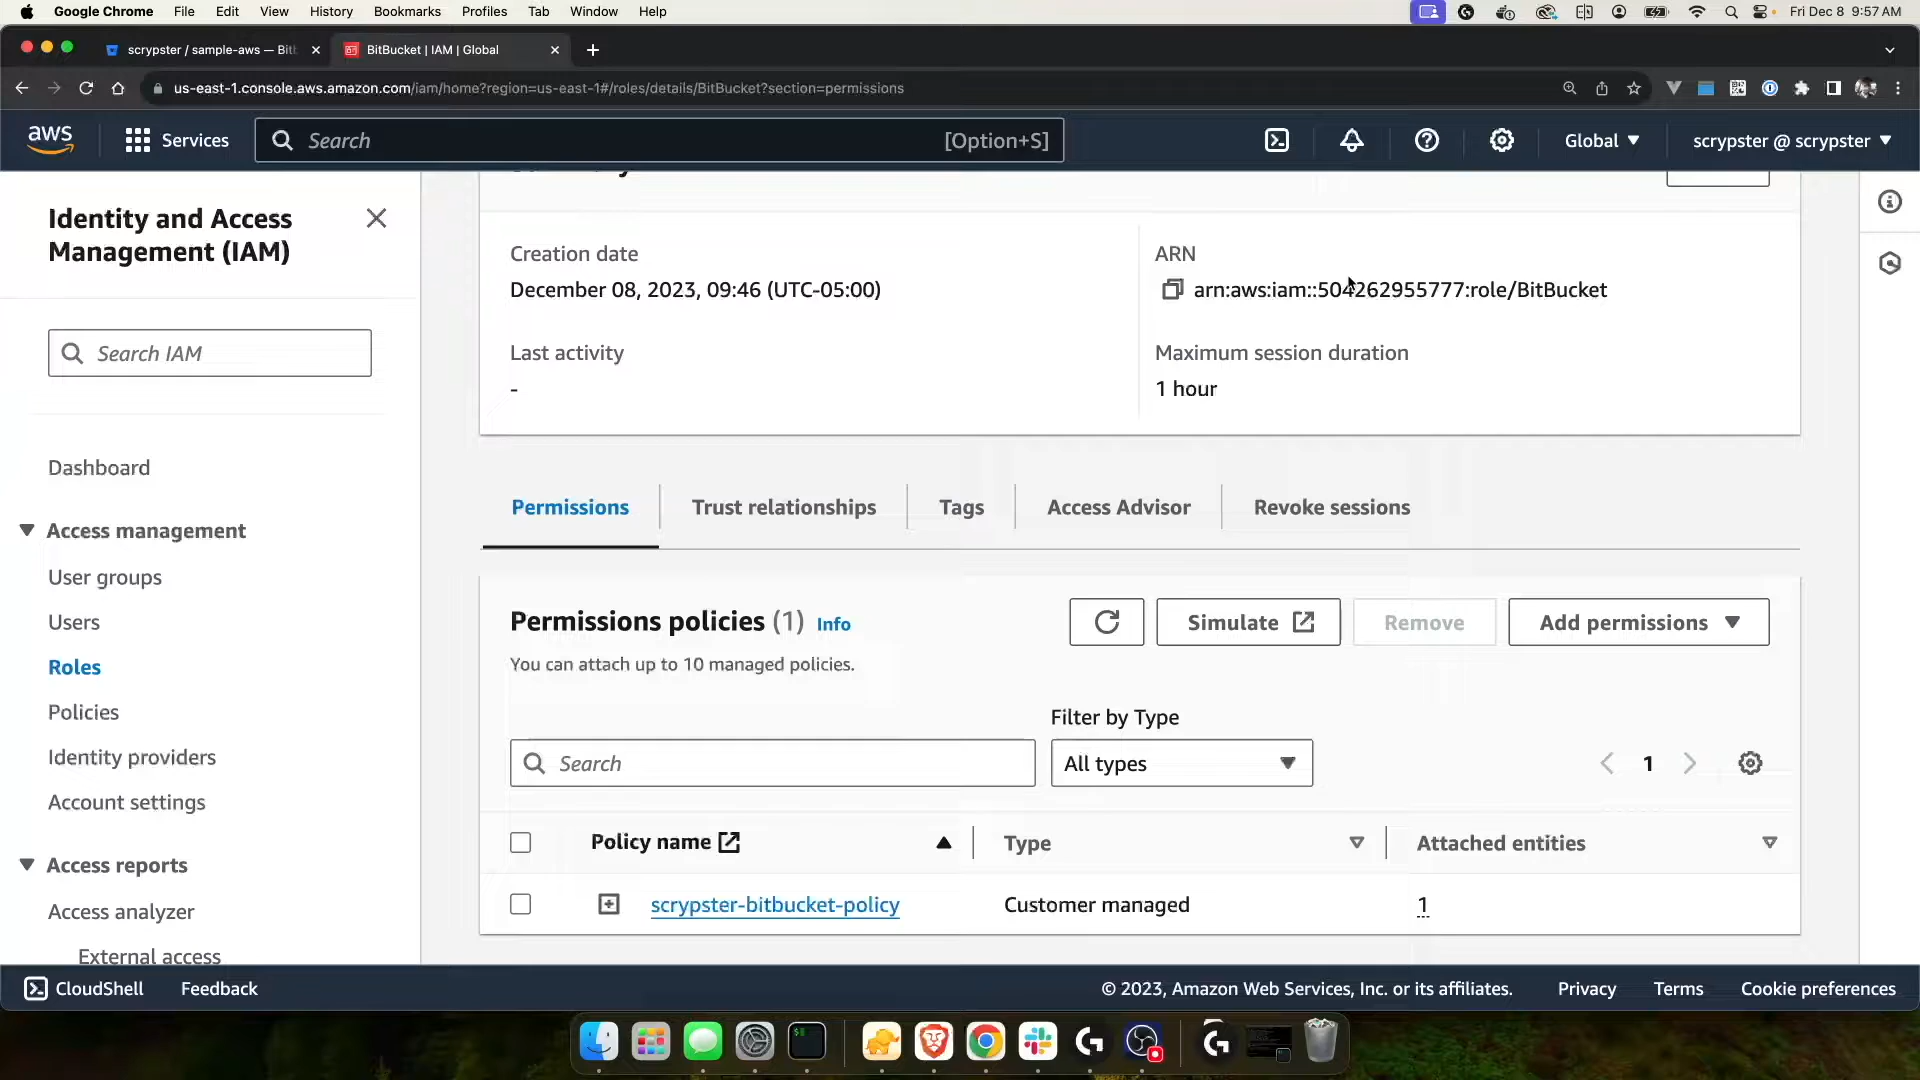 Google Chrome File Edit View History Bookmarks Profiles Tab Window Help Fri Dec 8 9:57 AM
scrypster / sample-aws — Bit BitBucket | IAM | Global
us-east-1.console.aws.amazon.com/iam/home?region=us-east-1#/roles/details/BitBucket?section=permissions
aws Services Search [Option+S] Global scrypster @ scrypster
Identity and Access
Management (IAM)
Search IAM
Dashboard
Access management
User groups
Users
Roles
Policies
Identity providers
Account settings
Access reports
Access analyzer
External access
Creation date
December 08, 2023, 09:46 (UTC-05:00)
ARN
arn:aws:iam::504262955777:role/BitBucket
Last activity
-
Maximum session duration
1 hour
Permissions Trust relationships Tags Access Advisor Revoke sessions
Permissions policies (1) Info
Simulate Remove Add permissions
You can attach up to 10 managed policies.
Filter by Type
Search All types 1
Policy name Type Attached entities
scrypster-bitbucket-policy Customer managed 1
CloudShell Feedback © 2023, Amazon Web Services, Inc. or its affiliates. Privacy Terms Cookie preferences